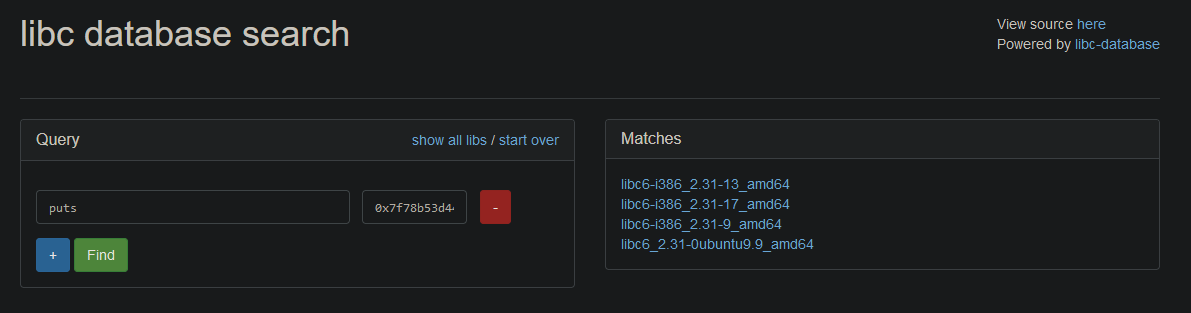 libc database search
View source here
Powered by libc-database
Query
show all libs / start over
puts
0x7f78b53d4
-
+
Find
Matches
libc6-i386_2.31-13_amd64
libc6-i386_2.31-17_amd64
libc6-i386_2.31-9_amd64
libc6_2.31-0ubuntu9.9_amd64